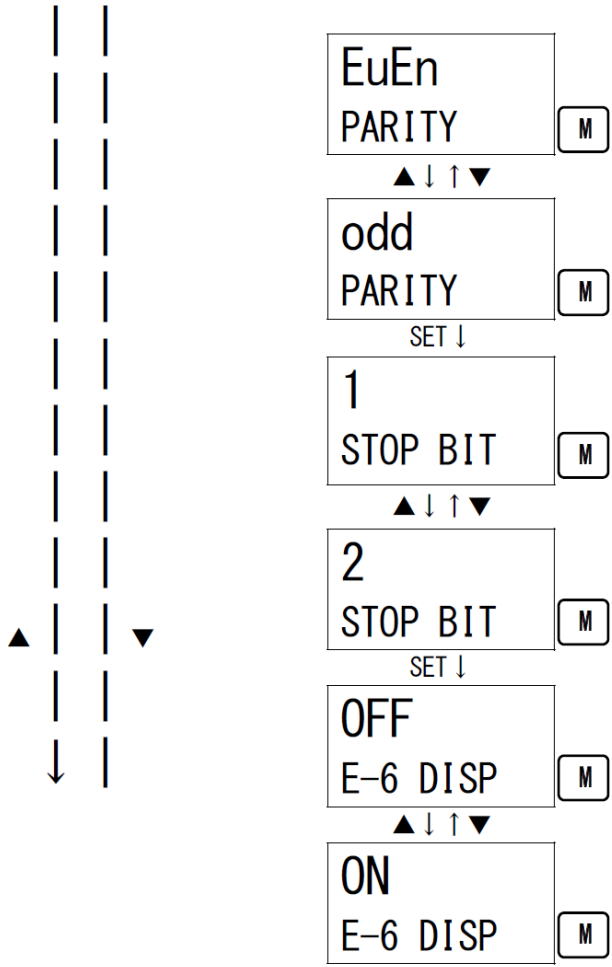 EuEn
PARITY M
▲↓↑▼
odd
PARITY M
SET↓
1
STOP BIT M
▲↓↑▼
2
STOP BIT M
▲ ▼
SET↓
OFF
E-6 DISP M
↓
▲↓↑▼
ON
E-6 DISP M